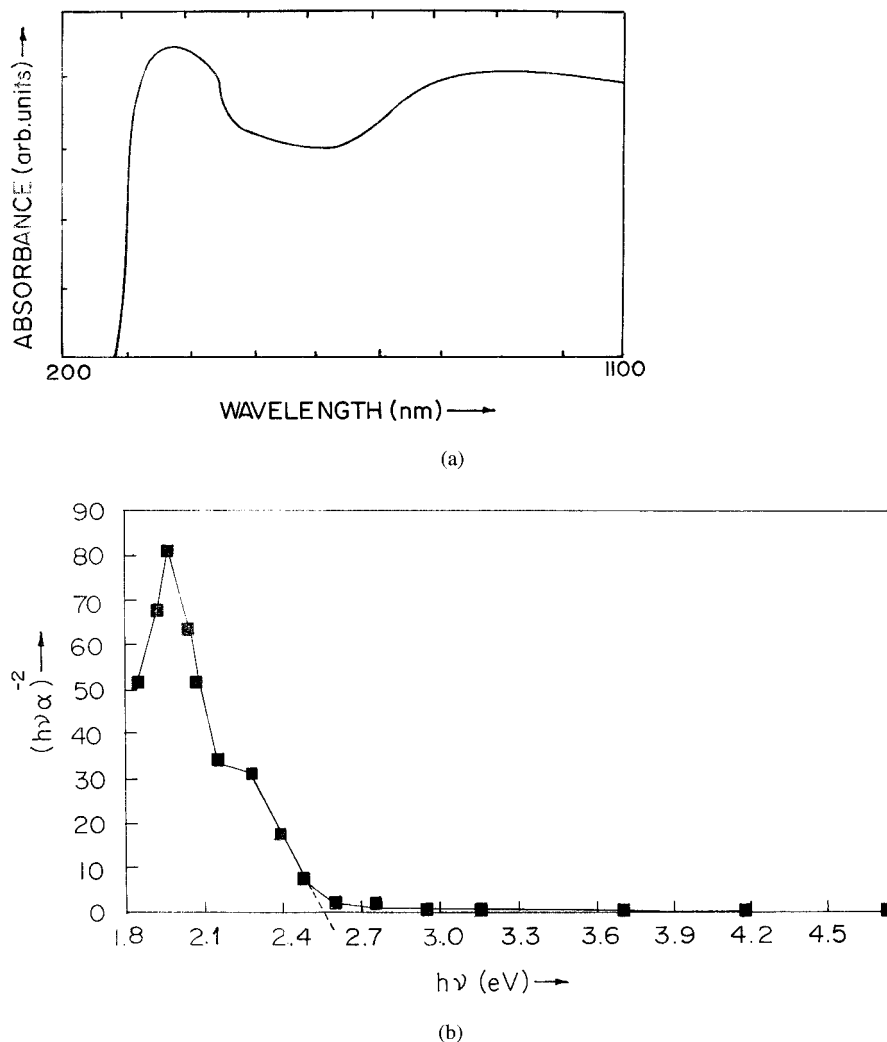 ABSORBANCE (arb.units) →
200 1100
WAVELENGTH (nm) →
(a)
(hνα)⁻² →
90
80
70
60
50
40
30
20
10
0
1.8 2.1 2.4 2.7 3.0 3.3 3.6 3.9 4.2 4.5
hν (eV) →
(b)